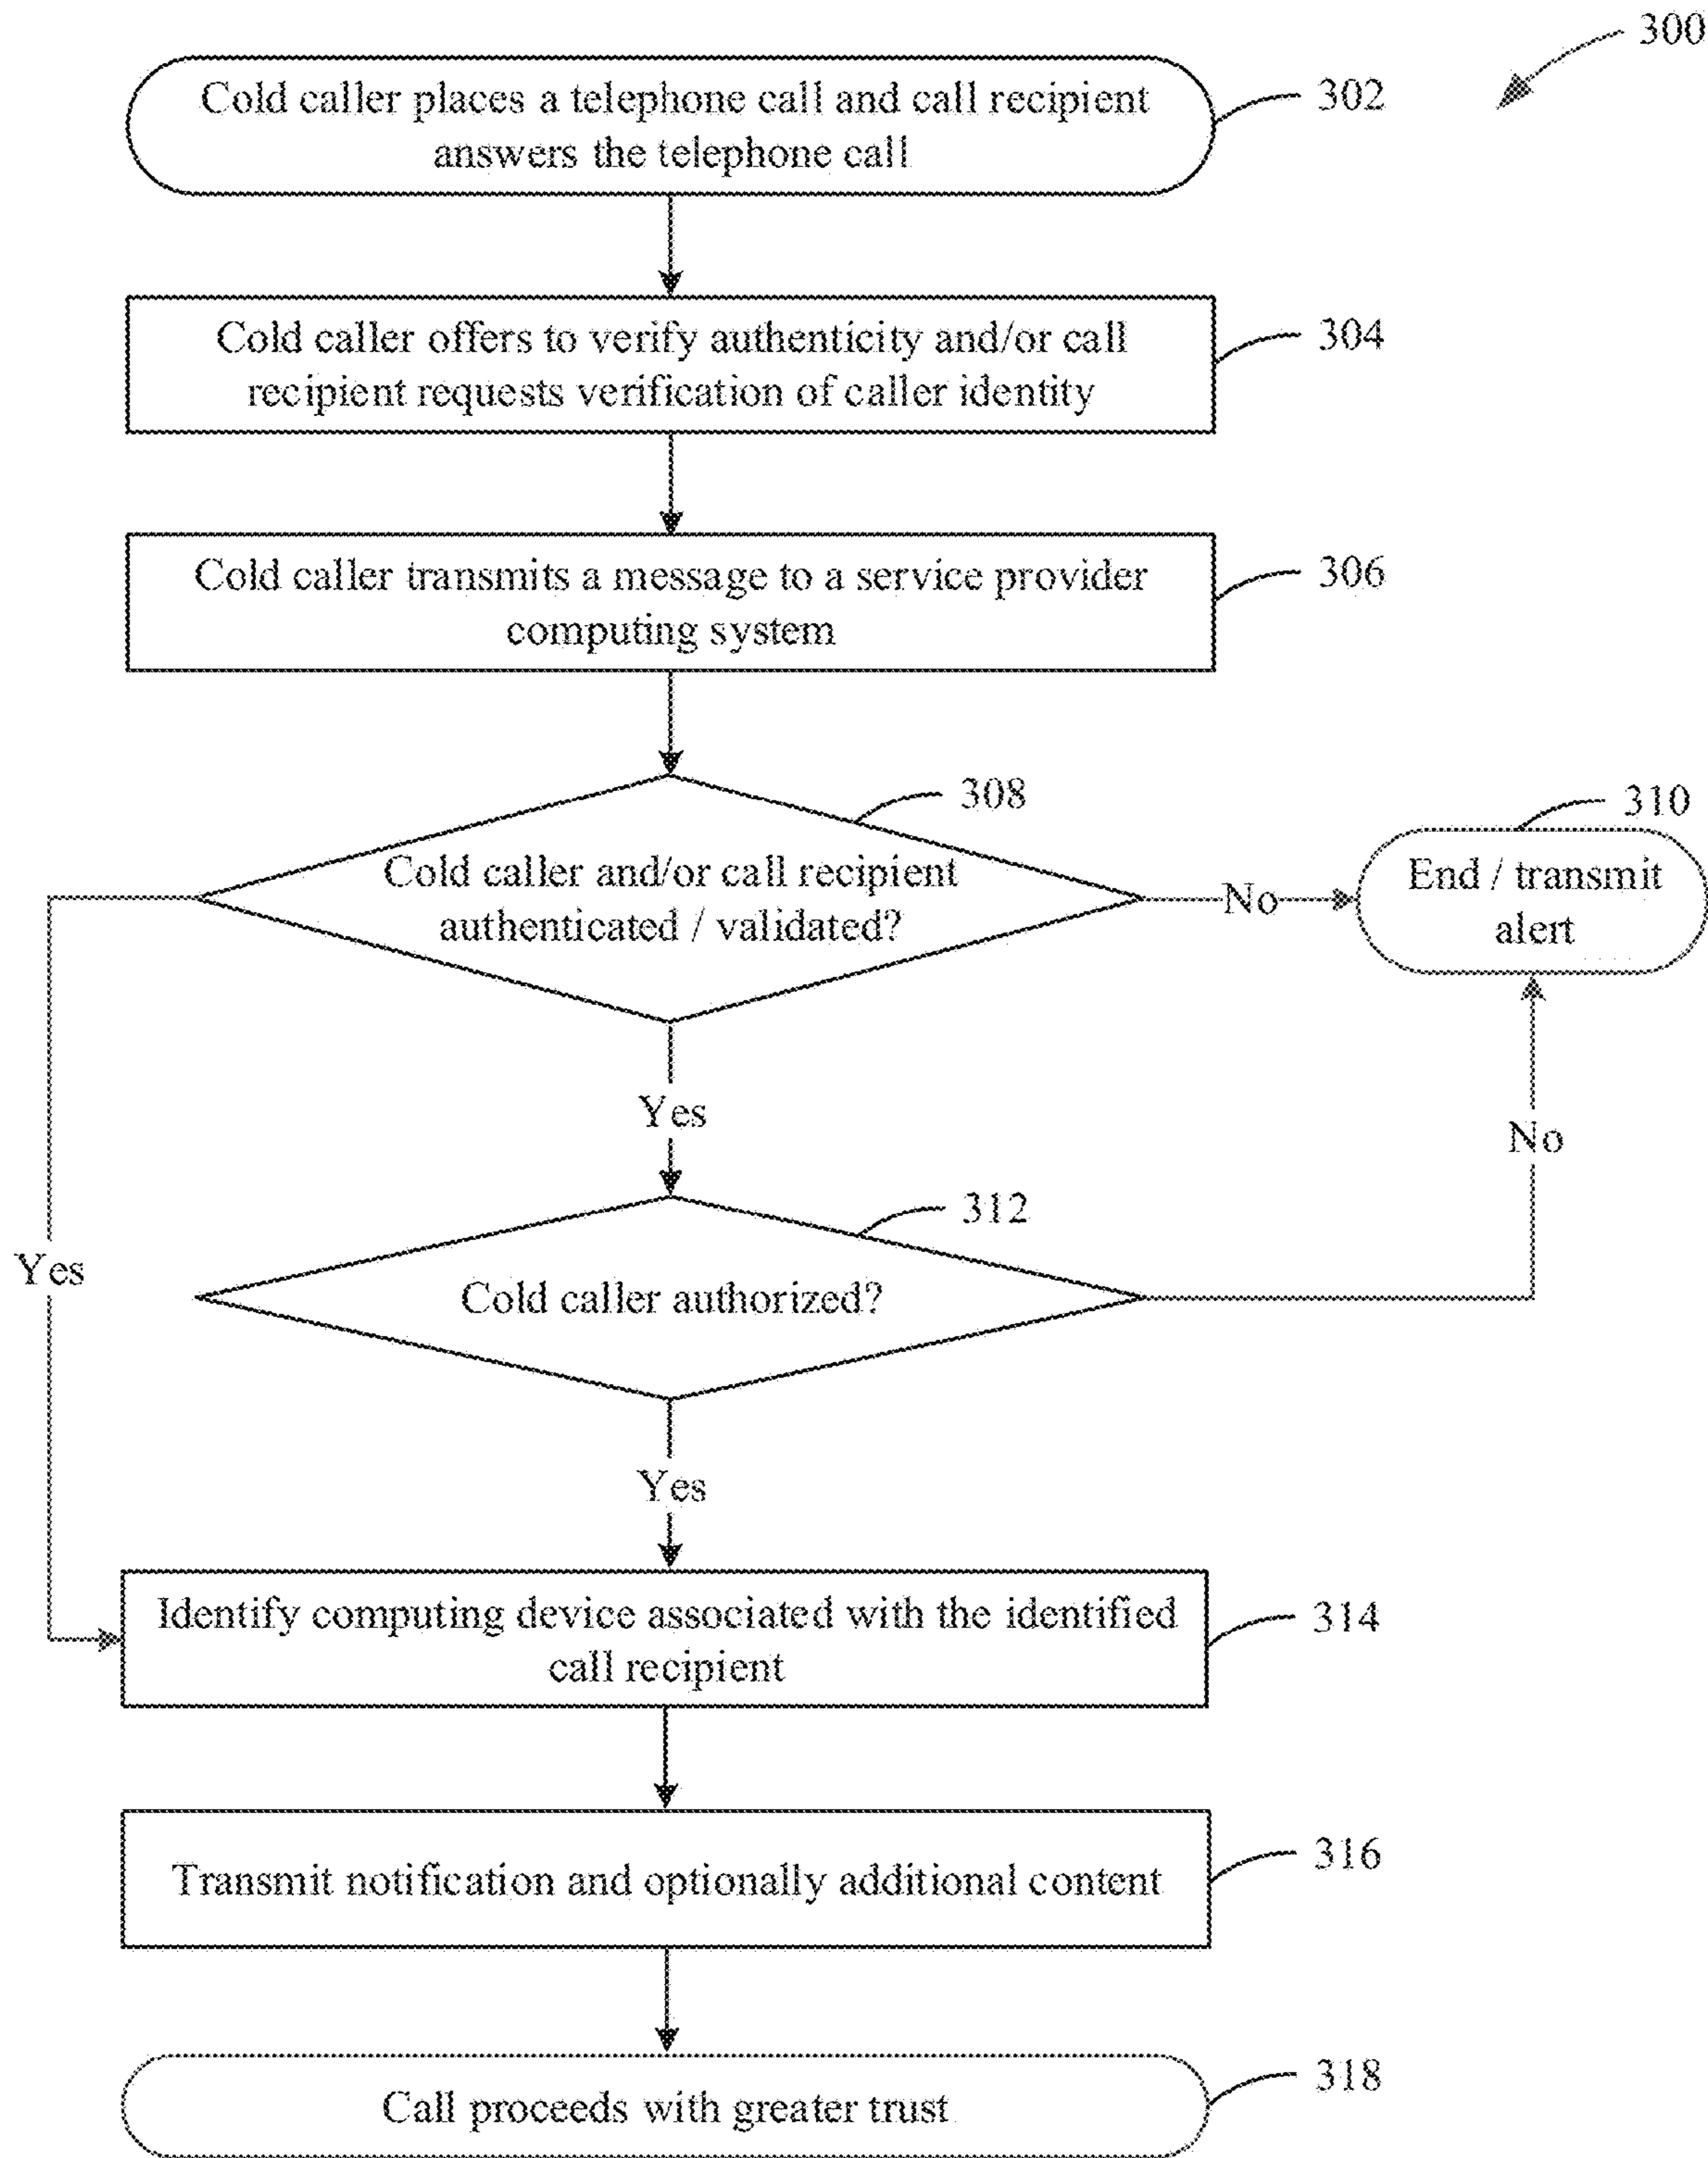 300
Cold caller places a telephone call and call recipient
answers the telephone call
302
Cold caller offers to verify authenticity and/or call
recipient requests verification of caller identity
304
Cold caller transmits a message to a service provider
computing system
306
308
Cold caller and/or call recipient
authenticated / validated?
No
310
End / transmit
alert
Yes
No
Yes
312
Cold caller authorized?
Yes
Identify computing device associated with the identified
call recipient
314
Transmit notification and optionally additional content
316
Call proceeds with greater trust
318